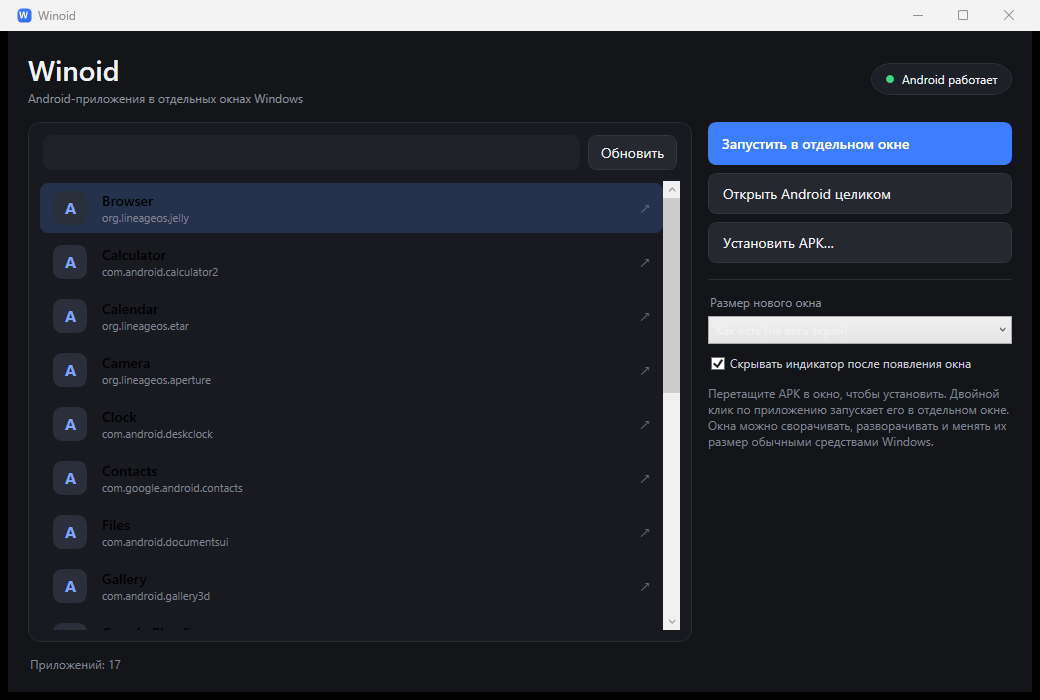 W Winoid
Winoid
Android-приложения в отдельных окнах Windows
Android работает
Обновить
Запустить в отдельном окне
Открыть Android целиком
Установить APK...
Размер нового окна
Как есть (на весь экран)
Скрывать индикатор после появления окна
Перетащите APK в окно, чтобы установить. Двойной
клик по приложению запускает его в отдельном окне.
Окна можно сворачивать, разворачивать и менять их
размер обычными средствами Windows.
A Browser
org.lineageos.jelly
A Calculator
com.android.calculator2
A Calendar
org.lineageos.etar
A Camera
org.lineageos.aperture
A Clock
com.android.deskclock
A Contacts
com.google.android.contacts
A Files
com.android.documentsui
A Gallery
com.android.gallery3d
Приложений: 17